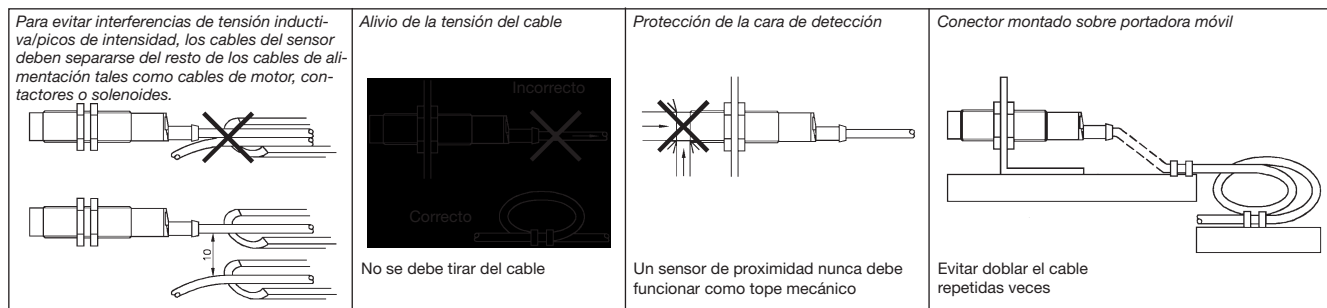 Para evitar interferencias de tensión inducti-
va/picos de intensidad, los cables del sensor
deben separarse del resto de los cables de ali-
mentación tales como cables de motor, con-
tactores o solenoides.
10
Alivio de la tensión del cable
Incorrecto
Correcto
No se debe tirar del cable
Protección de la cara de detección
Un sensor de proximidad nunca debe
funcionar como tope mecánico
Conector montado sobre portadora móvil
Evitar doblar el cable
repetidas veces